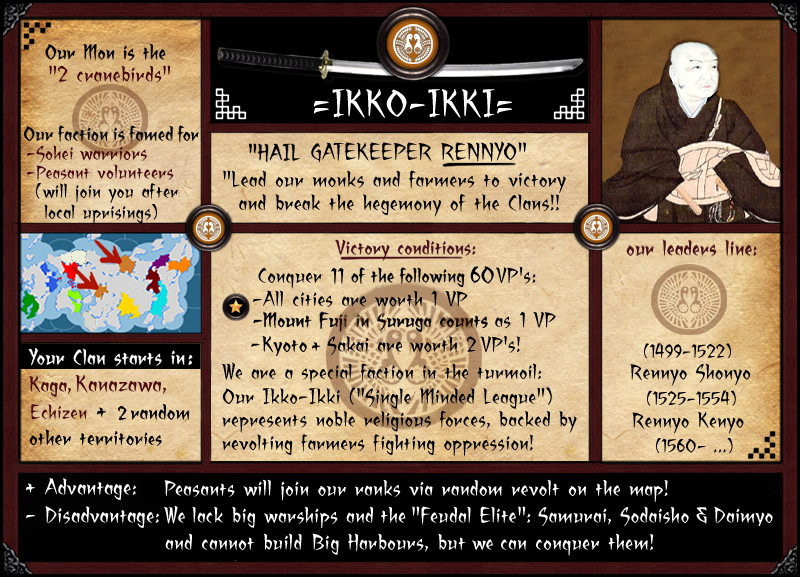 =IKKO-IKKI=
Our Mon is the
"2 cranebirds"
Our faction is famed for
-Sohei warriors
-Peasant volunteers
(will join you after
local uprisings)
"HAIL GATEKEEPER RENNYO"
"Lead our monks and farmers to victory
and break the hegemony of the Clans!!
Your Clan starts in:
Kaga, Kanazawa,
Echizen + 2 random
other territories
Victory conditions:
Conquer 11 of the following 60 VP's:
-All cities are worth 1 VP
-Mount Fuji in Suruga counts as 1 VP
-Kyoto + Sakai are worth 2 VP's!
We are a special faction in the turmoil:
Our Ikko-Ikki ("Single Minded League")
represents noble religious forces, backed by
revolting farmers fighting oppression!
our leaders line:
(1499-1522)
Rennyo Shonyo
(1525-1554)
Rennyo Kenyo
(1560- ...)
+ Advantage: Peasants will join our ranks via random revolt on the map!
- Disadvantage: We lack big warships and the "Feudal Elite": Samurai, Sodaisho & Daimyo
and cannot build Big Harbours, but we can conquer them!